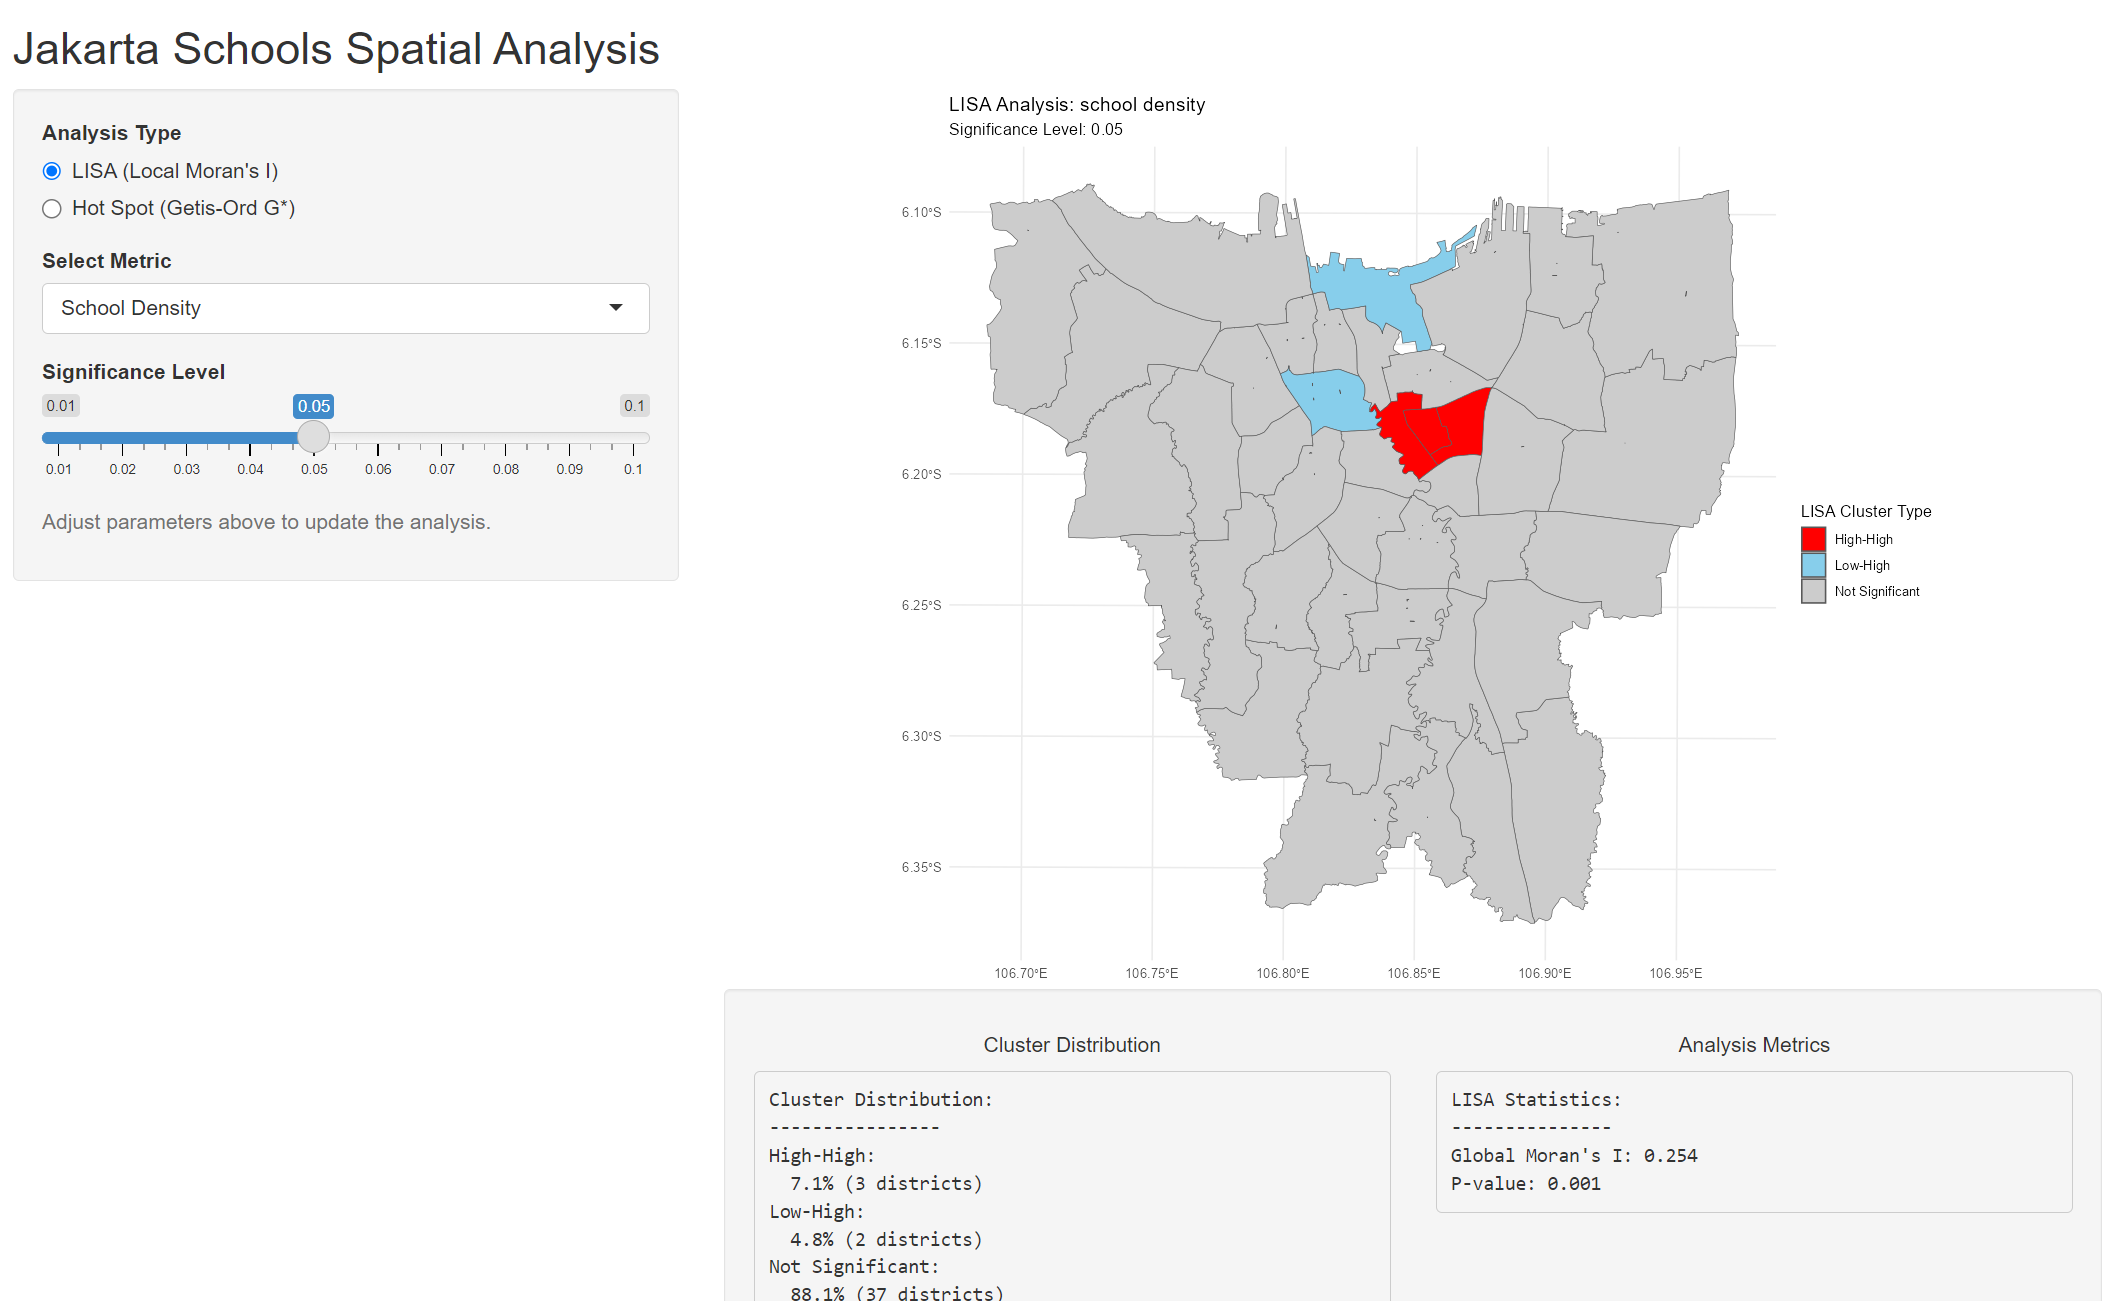 Jakarta Schools Spatial Analysis
Analysis Type
LISA (Local Moran's I)
Hot Spot (Getis-Ord G*)
Select Metric
School Density
Significance Level
0.01 0.05 0.1
0.01 0.02 0.03 0.04 0.05 0.06 0.07 0.08 0.09 0.1
Adjust parameters above to update the analysis.
LISA Analysis: school density
Significance Level: 0.05
6.10°S
6.15°S
6.20°S
6.25°S
6.30°S
6.35°S
106.70°E 106.75°E 106.80°E 106.85°E 106.90°E 106.95°E
LISA Cluster Type
High-High
Low-High
Not Significant
Cluster Distribution
Cluster Distribution:
----------------
High-High:
7.1% (3 districts)
Low-High:
4.8% (2 districts)
Not Significant:
88.1% (37 districts)
Analysis Metrics
LISA Statistics:
---------------
Global Moran's I: 0.254
P-value: 0.001